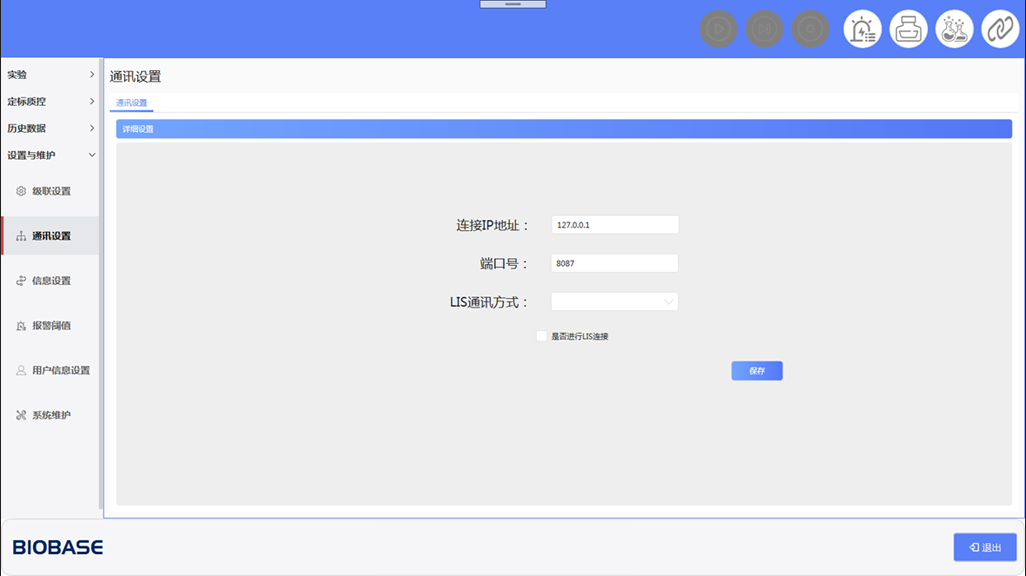 实验
定标质控
历史数据
设置与维护
级联设置
通讯设置
信息设置
报警阈值
用户信息设置
系统维护
通讯设置
通讯设置
详细设置
连接IP地址：
127.0.0.1
端口号：
8087
LIS通讯方式：
是否进行LIS连接
保存
BIOBASE
退出